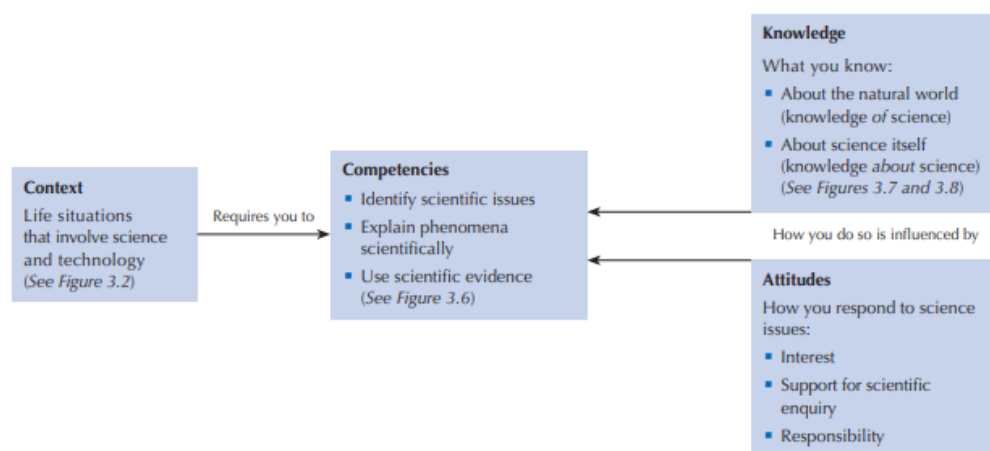 Context
Life situations
that involve science
and technology
(See Figure 3.2)
Requires you to
Competencies
▪ Identify scientific issues
▪ Explain phenomena
scientifically
▪ Use scientific evidence
(See Figure 3.6)
Knowledge
What you know:
▪ About the natural world
(knowledge of science)
▪ About science itself
(knowledge about science)
(See Figures 3.7 and 3.8)
How you do so is influenced by
Attitudes
How you respond to science
issues:
▪ Interest
▪ Support for scientific
enquiry
▪ Responsibility